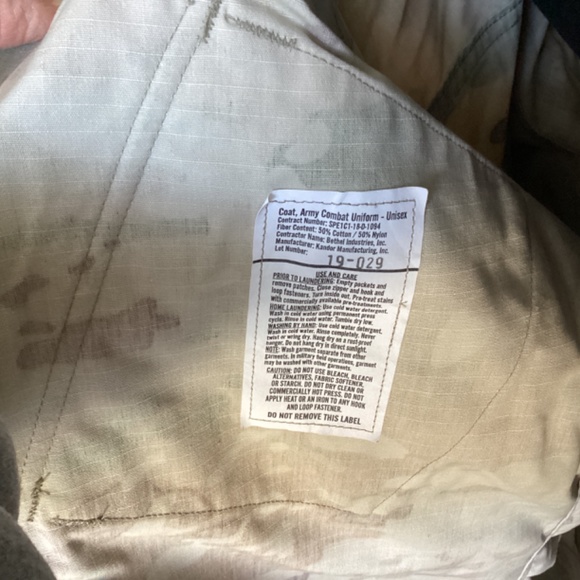 Coat, Army Combat Uniform - Unisex
Contract Number: SPE1CT-18-D-1094
Fiber Content: 50% Cotton / 50% Nylon
Contractor Name: Bethel Industries, Inc.
Manufacturer: Kandor Manufacturing, Inc.
Lot Number: 19-029
USE AND CARE
PRIOR TO LAUNDERING: Empty pockets and
remove patches. Close zipper and hook and
loop fasteners. Turn inside out. Pre-treat stains
with commercially available pre-treatments.
HOME LAUNDERING: Use cold water detergent.
Wash in cold water using permanent press
cycle. Rinse in cold water. Tumble dry low.
WASHING BY HAND: Use cold water detergent.
Wash in cold water. Rinse completely. Never
twist or wring dry. Hang dry on a rust-proof
hanger. Do not hang dry in direct sunlight.
NOTE: Wash garment separate from other
garments. In military field operations, garment
may be washed with other garments.
CAUTION: DO NOT USE BLEACH, BLEACH
ALTERNATIVES, FABRIC SOFTENER,
OR STARCH. DO NOT DRY CLEAN OR
COMMERCIALLY HOT PRESS. DO NOT
APPLY HEAT OR AN IRON TO ANY HOOK
AND LOOP FASTENER.
DO NOT REMOVE THIS LABEL